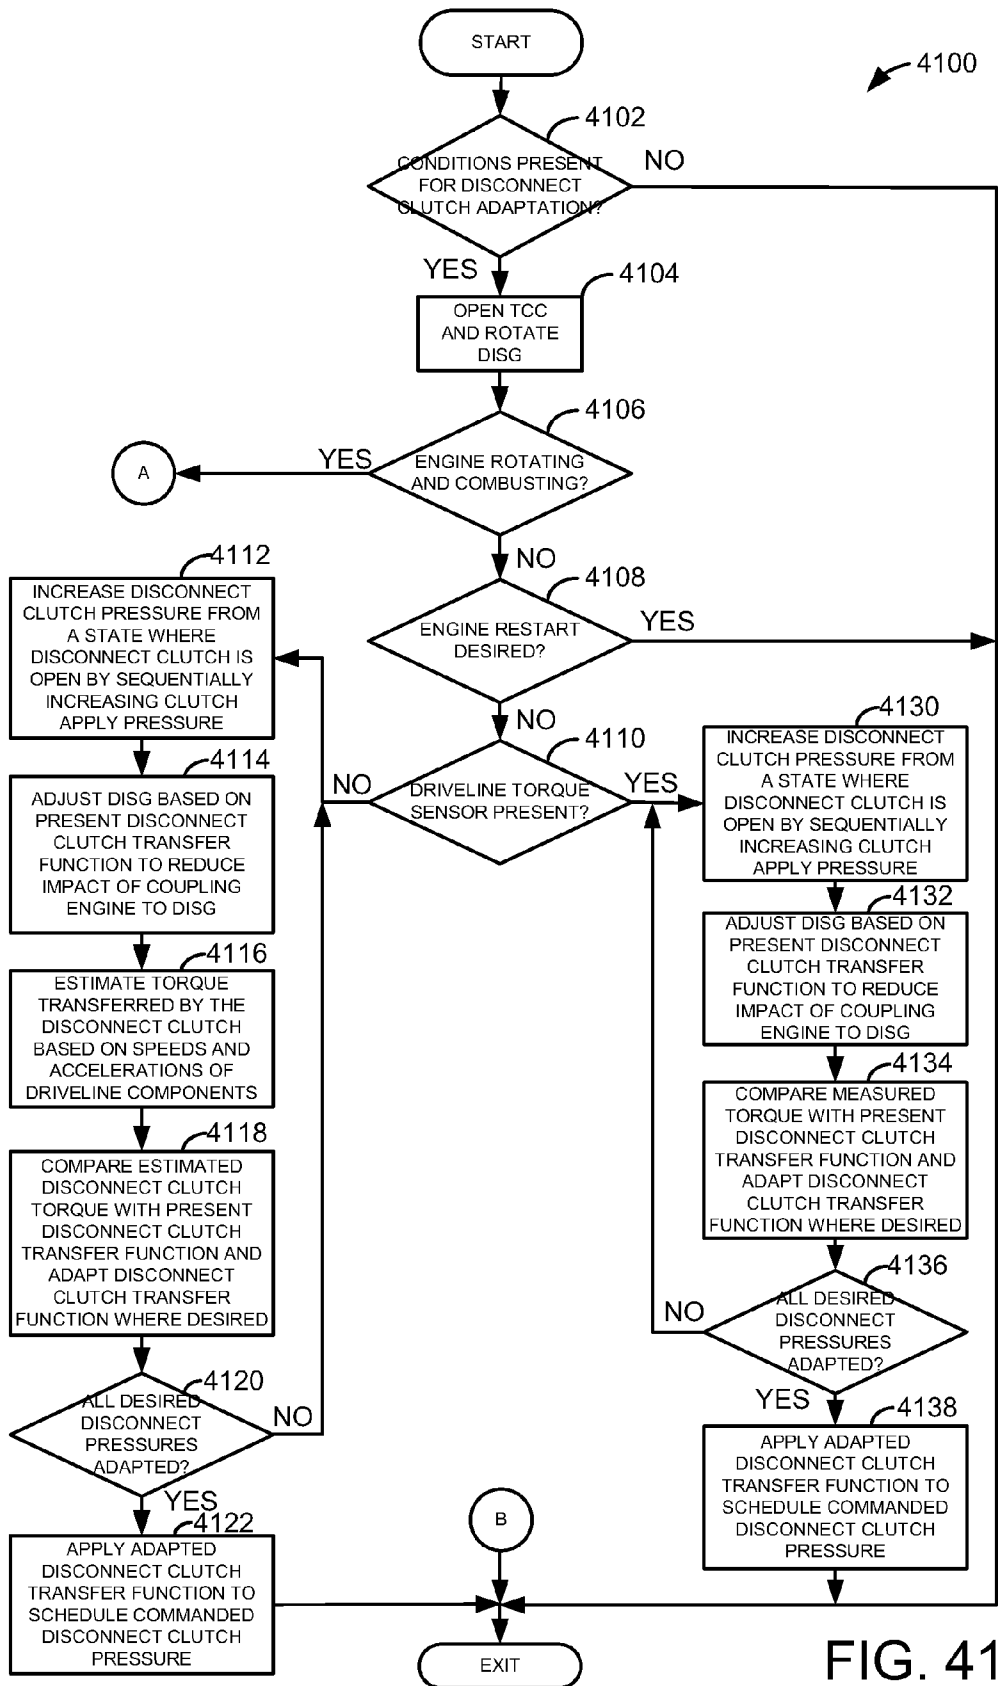 START
4100
4102
CONDITIONS PRESENT
FOR DISCONNECT
CLUTCH ADAPTATION?
NO
YES
4104
OPEN TCC
AND ROTATE
DISG
4106
ENGINE ROTATING
AND COMBUSTING?
YES
A
NO
4108
ENGINE RESTART
DESIRED?
YES
NO
4110
DRIVELINE TORQUE
SENSOR PRESENT?
NO
YES
4112
INCREASE DISCONNECT
CLUTCH PRESSURE FROM
A STATE WHERE
DISCONNECT CLUTCH IS
OPEN BY SEQUENTIALLY
INCREASING CLUTCH
APPLY PRESSURE
4114
ADJUST DISG BASED ON
PRESENT DISCONNECT
CLUTCH TRANSFER
FUNCTION TO REDUCE
IMPACT OF COUPLING
ENGINE TO DISG
4116
ESTIMATE TORQUE
TRANSFERRED BY THE
DISCONNECT CLUTCH
BASED ON SPEEDS AND
ACCELERATIONS OF
DRIVELINE COMPONENTS
4118
COMPARE ESTIMATED
DISCONNECT CLUTCH
TORQUE WITH PRESENT
DISCONNECT CLUTCH
TRANSFER FUNCTION AND
ADAPT DISCONNECT
CLUTCH TRANSFER
FUNCTION WHERE DESIRED
4120
ALL DESIRED
DISCONNECT
PRESSURES
ADAPTED?
NO
YES
4122
APPLY ADAPTED
DISCONNECT CLUTCH
TRANSFER FUNCTION TO
SCHEDULE COMMANDED
DISCONNECT CLUTCH
PRESSURE
4130
INCREASE DISCONNECT
CLUTCH PRESSURE FROM
A STATE WHERE
DISCONNECT CLUTCH IS
OPEN BY SEQUENTIALLY
INCREASING CLUTCH
APPLY PRESSURE
4132
ADJUST DISG BASED ON
PRESENT DISCONNECT
CLUTCH TRANSFER
FUNCTION TO REDUCE
IMPACT OF COUPLING
ENGINE TO DISG
4134
COMPARE MEASURED
TORQUE WITH PRESENT
DISCONNECT CLUTCH
TRANSFER FUNCTION AND
ADAPT DISCONNECT
CLUTCH TRANSFER
FUNCTION WHERE DESIRED
4136
ALL DESIRED
DISCONNECT
PRESSURES
ADAPTED?
NO
YES
4138
APPLY ADAPTED
DISCONNECT CLUTCH
TRANSFER FUNCTION TO
SCHEDULE COMMANDED
DISCONNECT CLUTCH
PRESSURE
B
EXIT
FIG. 41